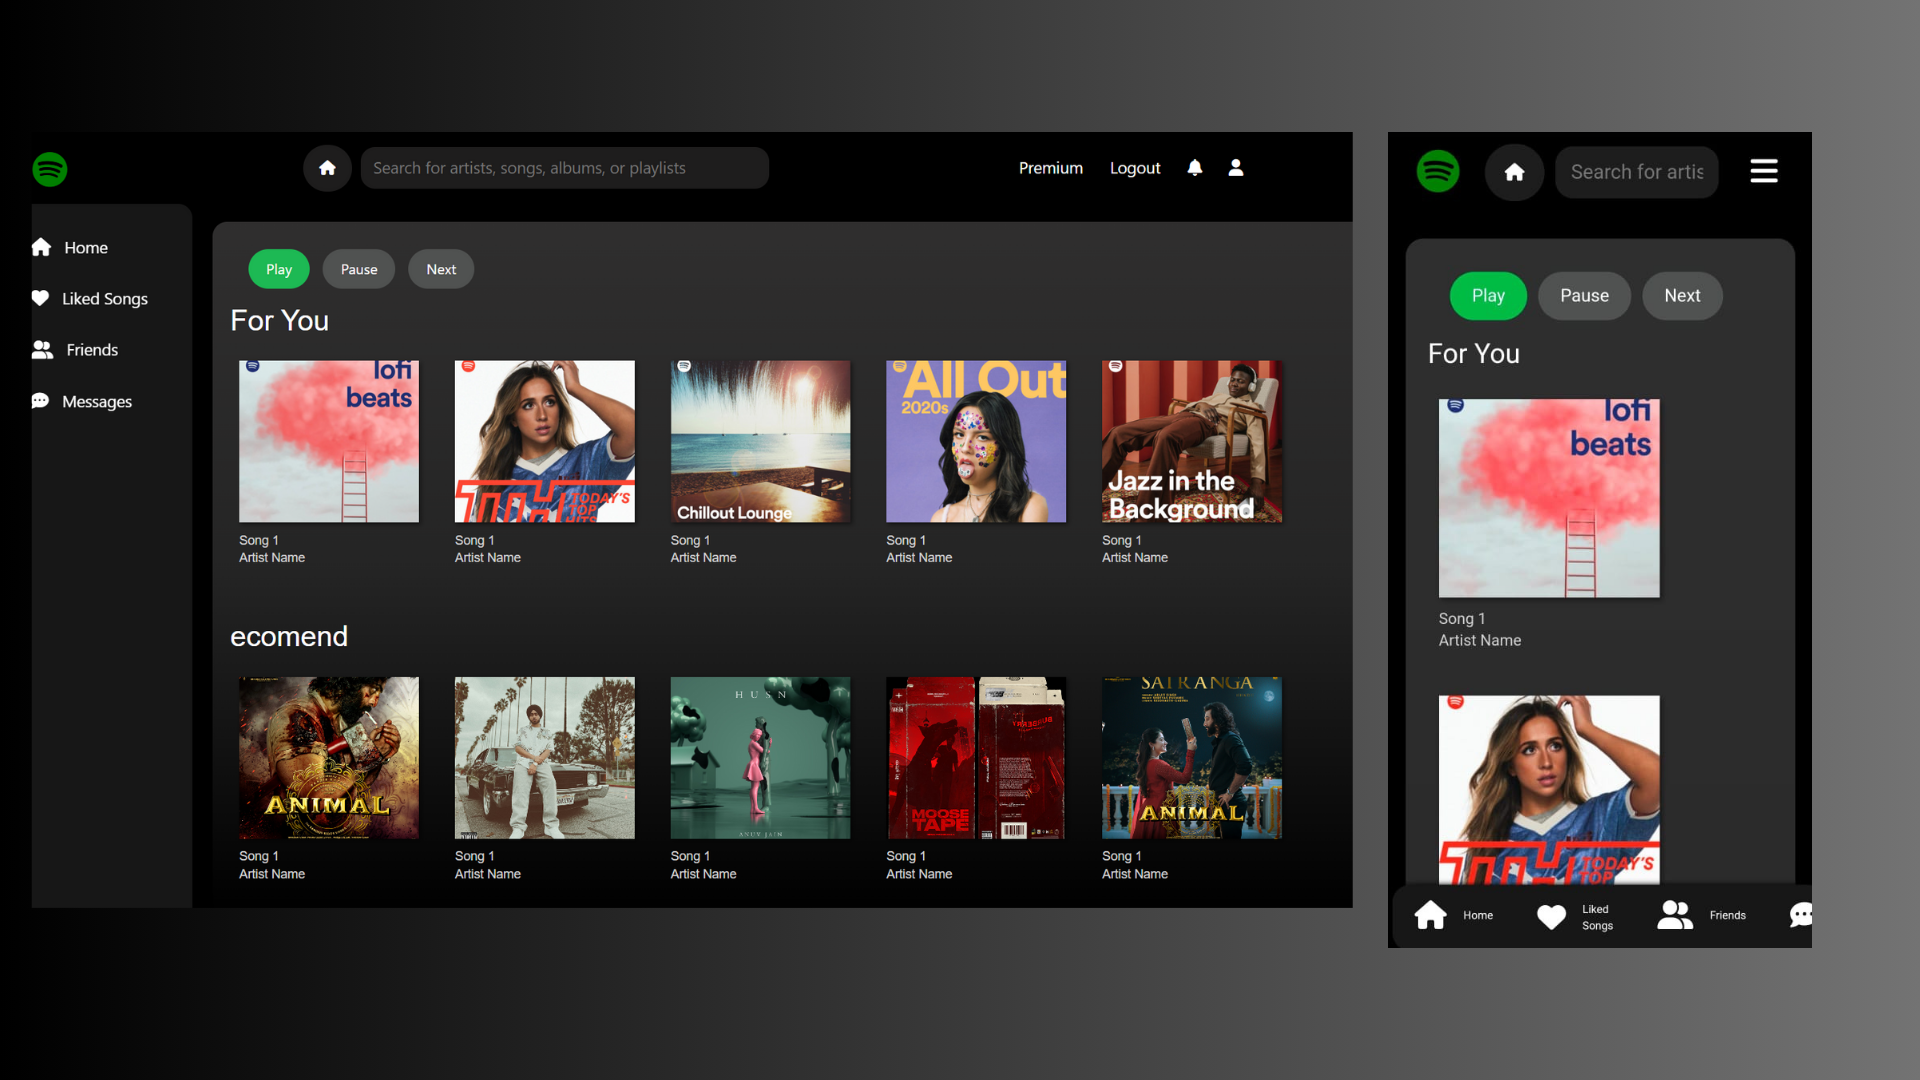 Search for artists, songs, albums, or playlists
Premium
Logout
Home
Liked Songs
Friends
Messages
Play
Pause
Next
For You
lofi
beats
TODAY'S
TOP
HITS
Chillout Lounge
All Out
2020s
Jazz in the
Background
Song 1
Artist Name
Song 1
Artist Name
Song 1
Artist Name
Song 1
Artist Name
Song 1
Artist Name
ecomend
ANIMAL
HUSN
ANUV JAIN
MOOSE
TAPE
SATRANGA
ANIMAL
Song 1
Artist Name
Song 1
Artist Name
Song 1
Artist Name
Song 1
Artist Name
Song 1
Artist Name
Search for artis
Play
Pause
Next
For You
lofi
beats
Song 1
Artist Name
TODAY'S
TOP
Home
Liked
Songs
Friends